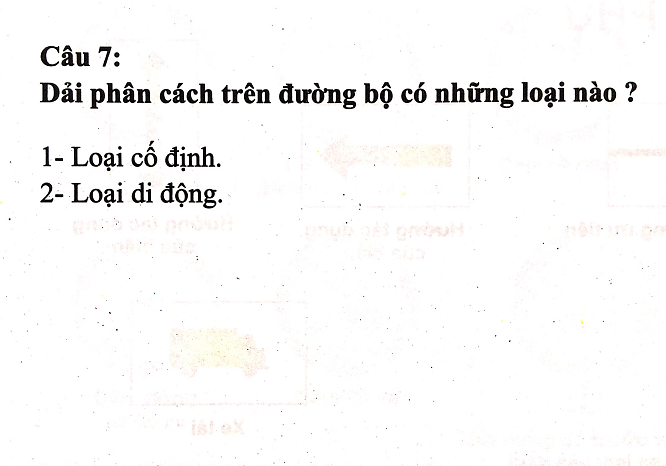 Câu 7:
Dải phân cách trên đường bộ có những loại nào ?
1- Loại cố định.
2- Loại di động.